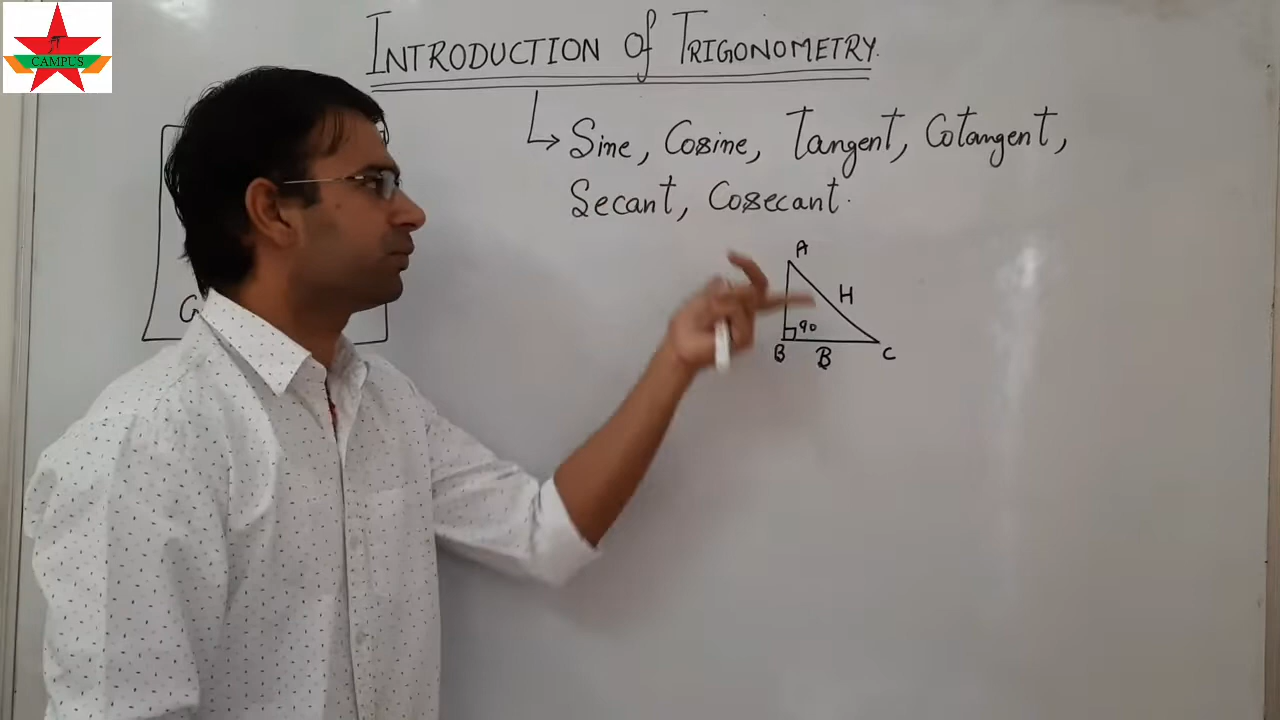 CAMPUS
INTRODUCTION of TRIGONOMETRY.
Sine, Cosine, Tangent, Cotangent,
Secant, Cosecant.
A
H
90
B
B
C
G